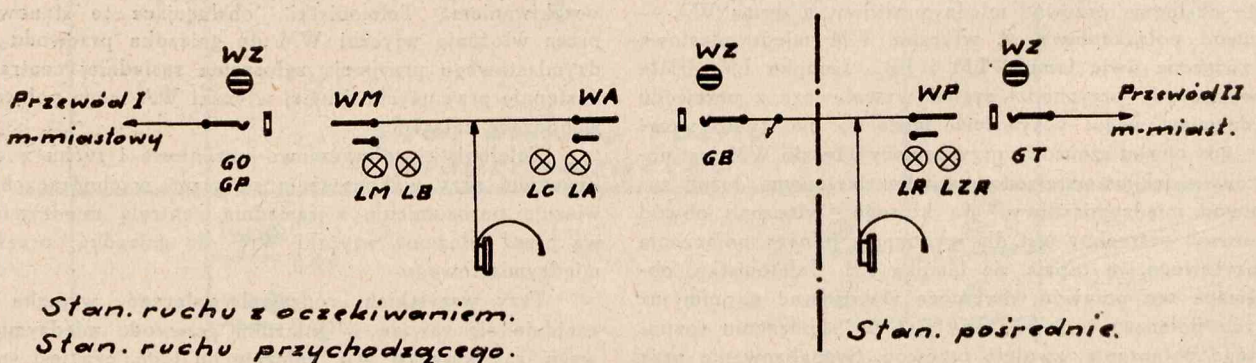 WZ
WZ
WZ
Przewód I
m-miastowy
WM
WA
WP
Przewód II
m-miast.
GO
GP
GB
GT
LM LB
LC LA
LR LZR
Stan. ruchu z oczekiwaniem.
Stan. ruchu przychodzącego.
Stan. pośrednie.